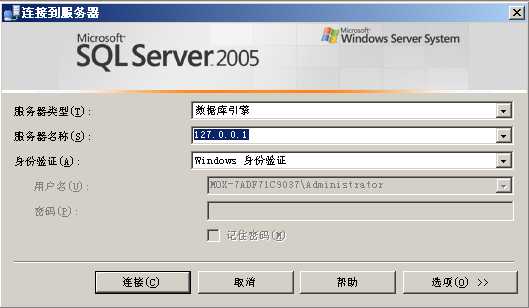 连接到服务器
Microsoft
SQL Server 2005
Microsoft
Windows Server System
服务器类型(T):
数据库引擎
服务器名称(S):
127.0.0.1
身份验证(A):
Windows 身份验证
用户名(U):
MOX-7ADF71C9037\Administrator
密码(P):
记住密码(M)
连接(C)
取消
帮助
选项(O) >>